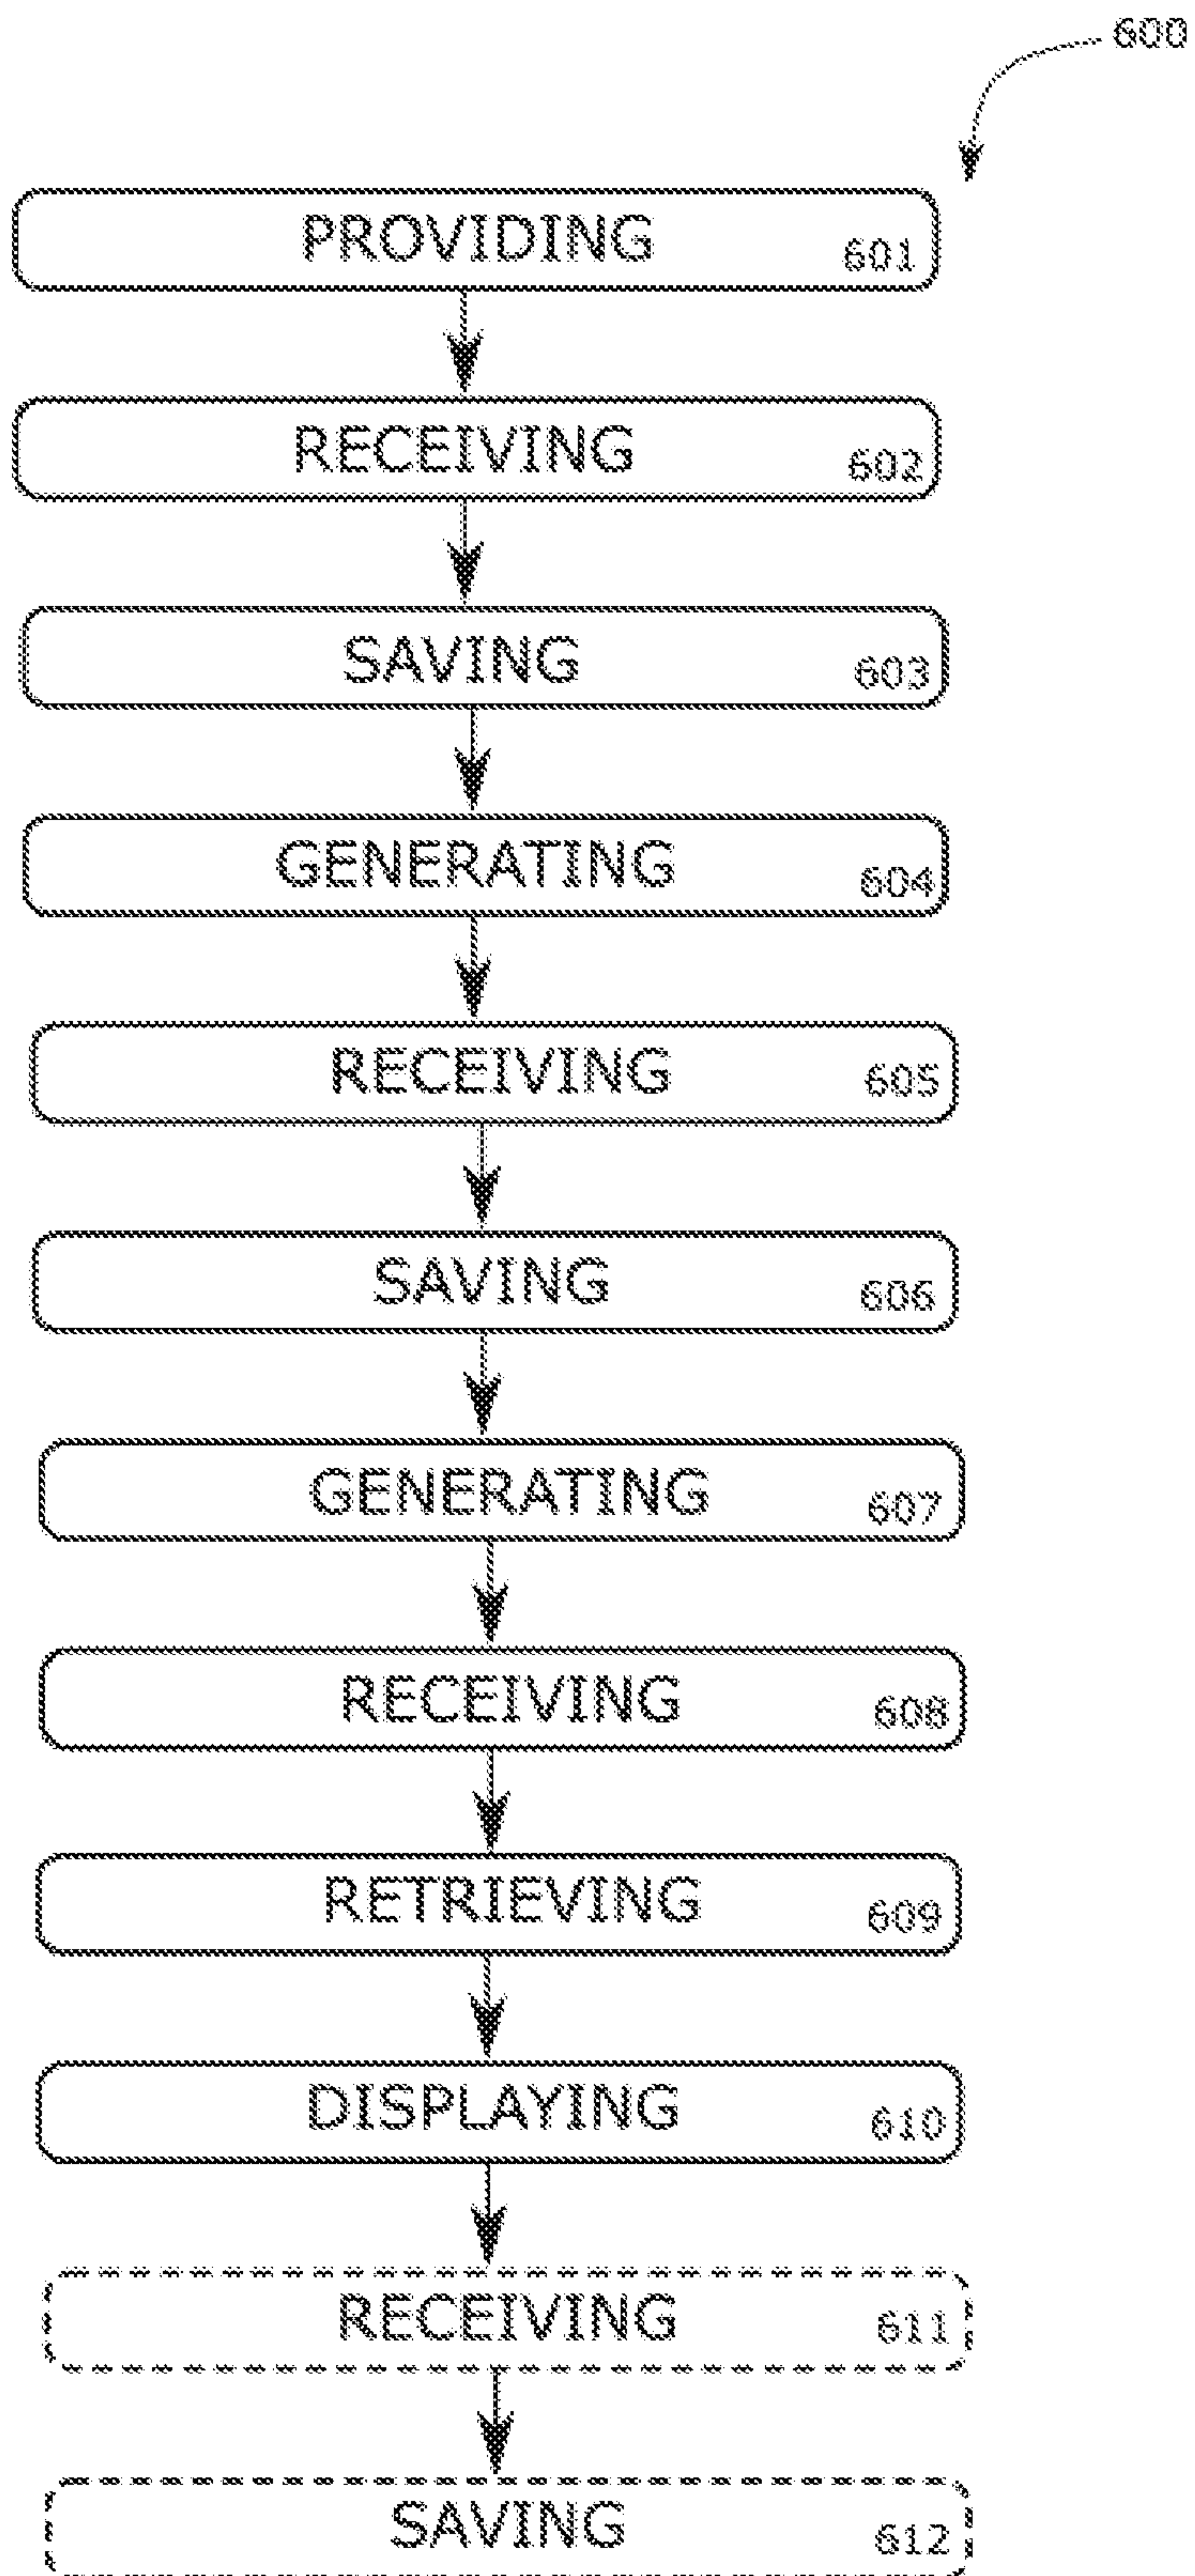 600
PROVIDING 601
RECEIVING 602
SAVING 603
GENERATING 604
RECEIVING 605
SAVING 606
GENERATING 607
RECEIVING 608
RETRIEVING 609
DISPLAYING 610
RECEIVING 611
SAVING 612